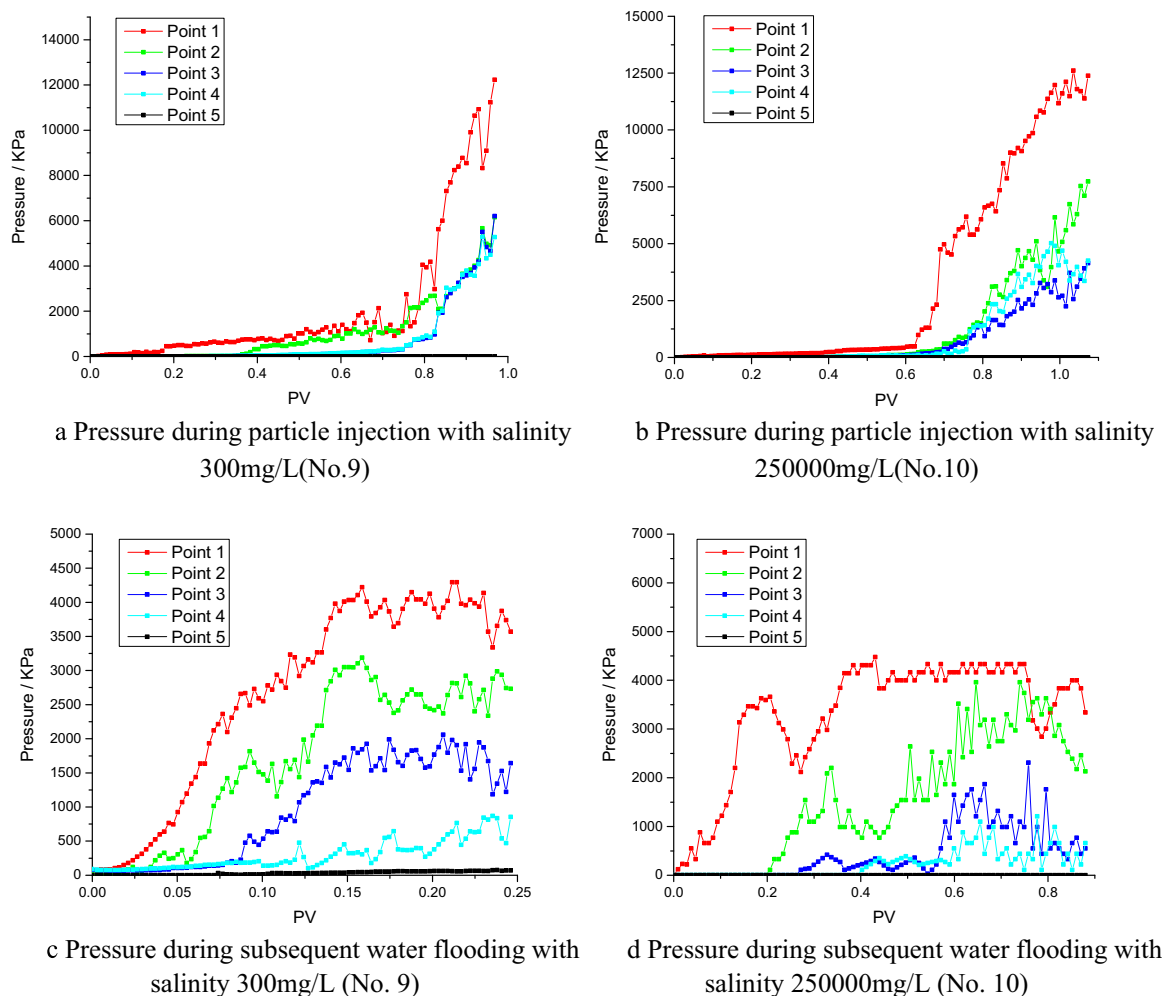 14000
12000
10000
8000
6000
4000
2000
0
Pressure / KPa
0.0 0.2 0.4 0.6 0.8 1.0
PV
Point 1
Point 2
Point 3
Point 4
Point 5
a Pressure during particle injection with salinity
300mg/L(No.9)
15000
12500
10000
7500
5000
2500
0
Pressure / KPa
0.0 0.2 0.4 0.6 0.8 1.0
PV
Point 1
Point 2
Point 3
Point 4
Point 5
b Pressure during particle injection with salinity
250000mg/L(No.10)
5000
4500
4000
3500
3000
2500
2000
1500
1000
500
0
Pressure / KPa
0.00 0.05 0.10 0.15 0.20 0.25
PV
Point 1
Point 2
Point 3
Point 4
Point 5
c Pressure during subsequent water flooding with
salinity 300mg/L (No. 9)
7000
6000
5000
4000
3000
2000
1000
0
Pressure / KPa
0.0 0.2 0.4 0.6 0.8
PV
Point 1
Point 2
Point 3
Point 4
Point 5
d Pressure during subsequent water flooding with
salinity 250000mg/L (No. 10)